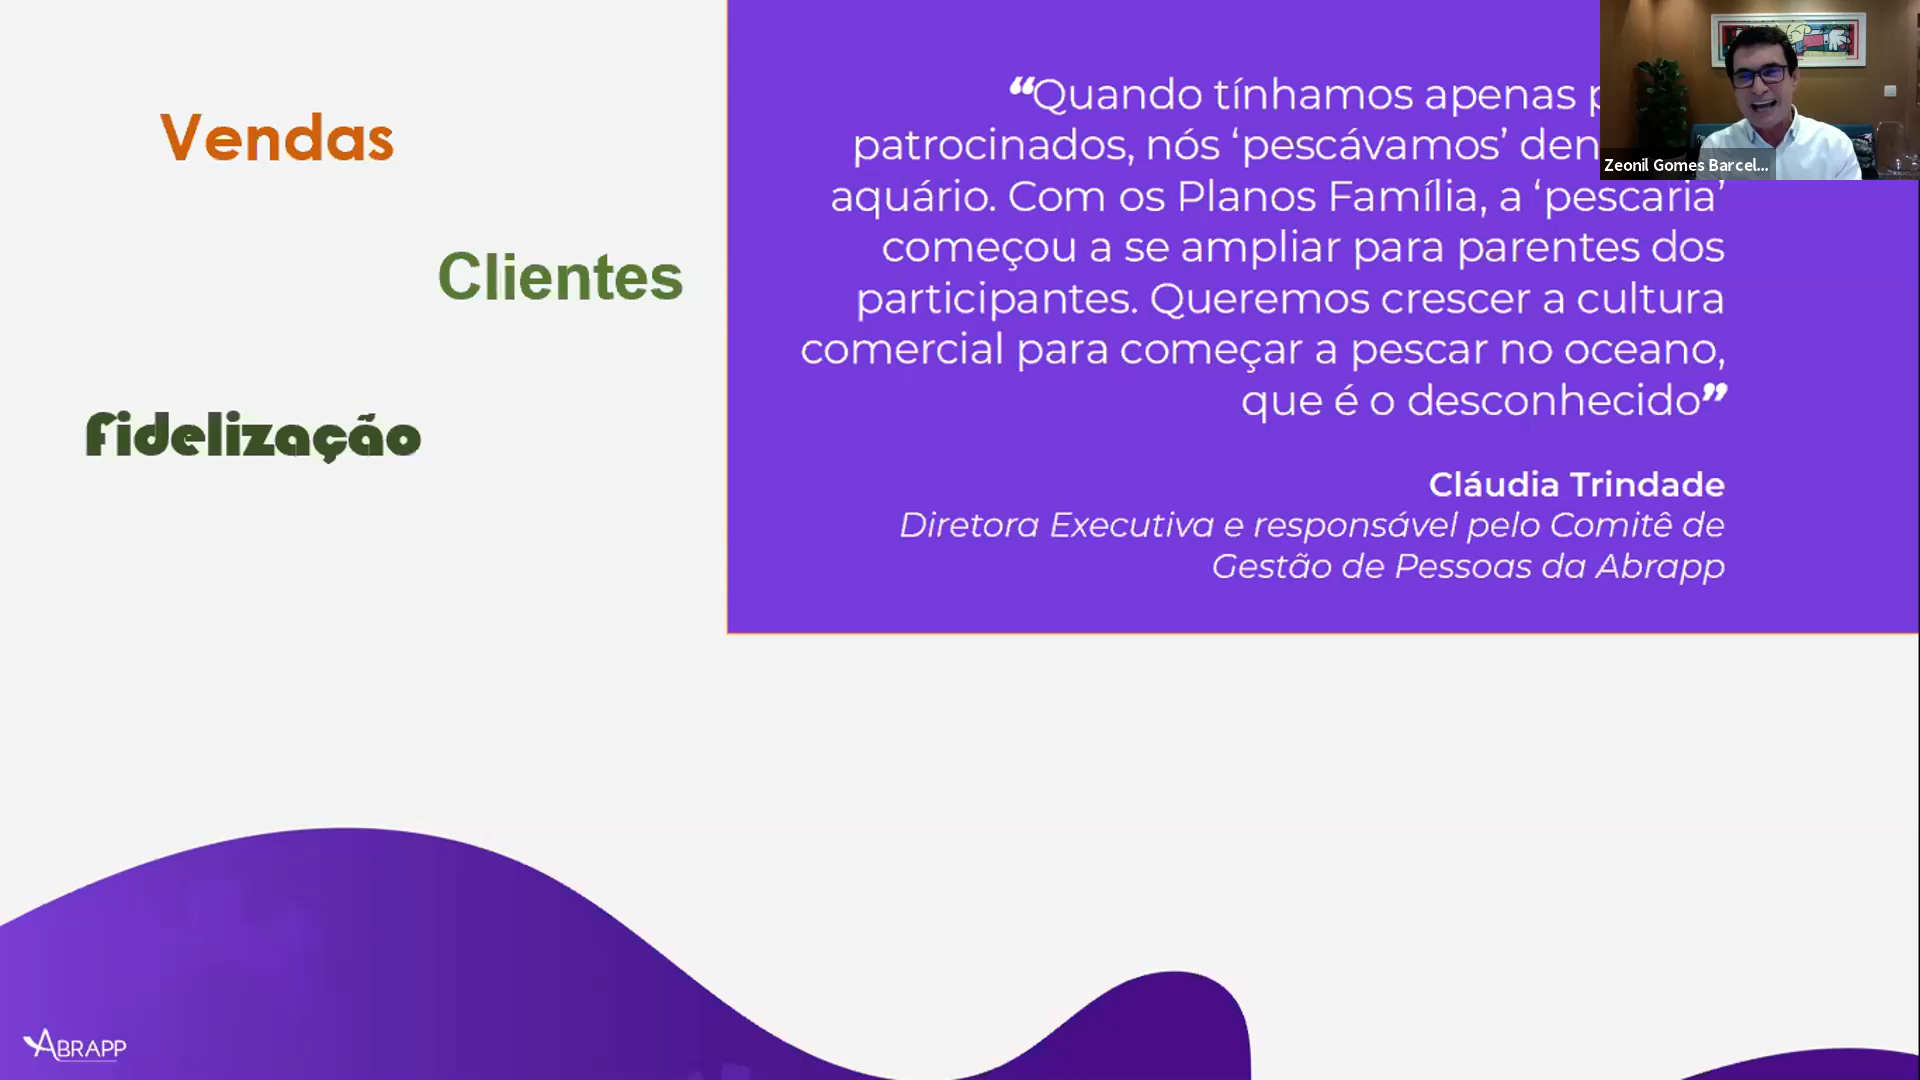 Vendas
Clientes
Fidelização
“Quando tínhamos apenas
patrocinados, nós ‘pescávamos’
aquário. Com os Planos Família, a ‘pescaria’
começou a se ampliar para parentes dos
participantes. Queremos crescer a cultura
comercial para começar a pescar no oceano,
que é o desconhecido”
Cláudia Trindade
Diretora Executiva e responsável pelo Comitê de
Gestão de Pessoas da Abrapp
Zeonil Gomes Barcel...
ABRAPP